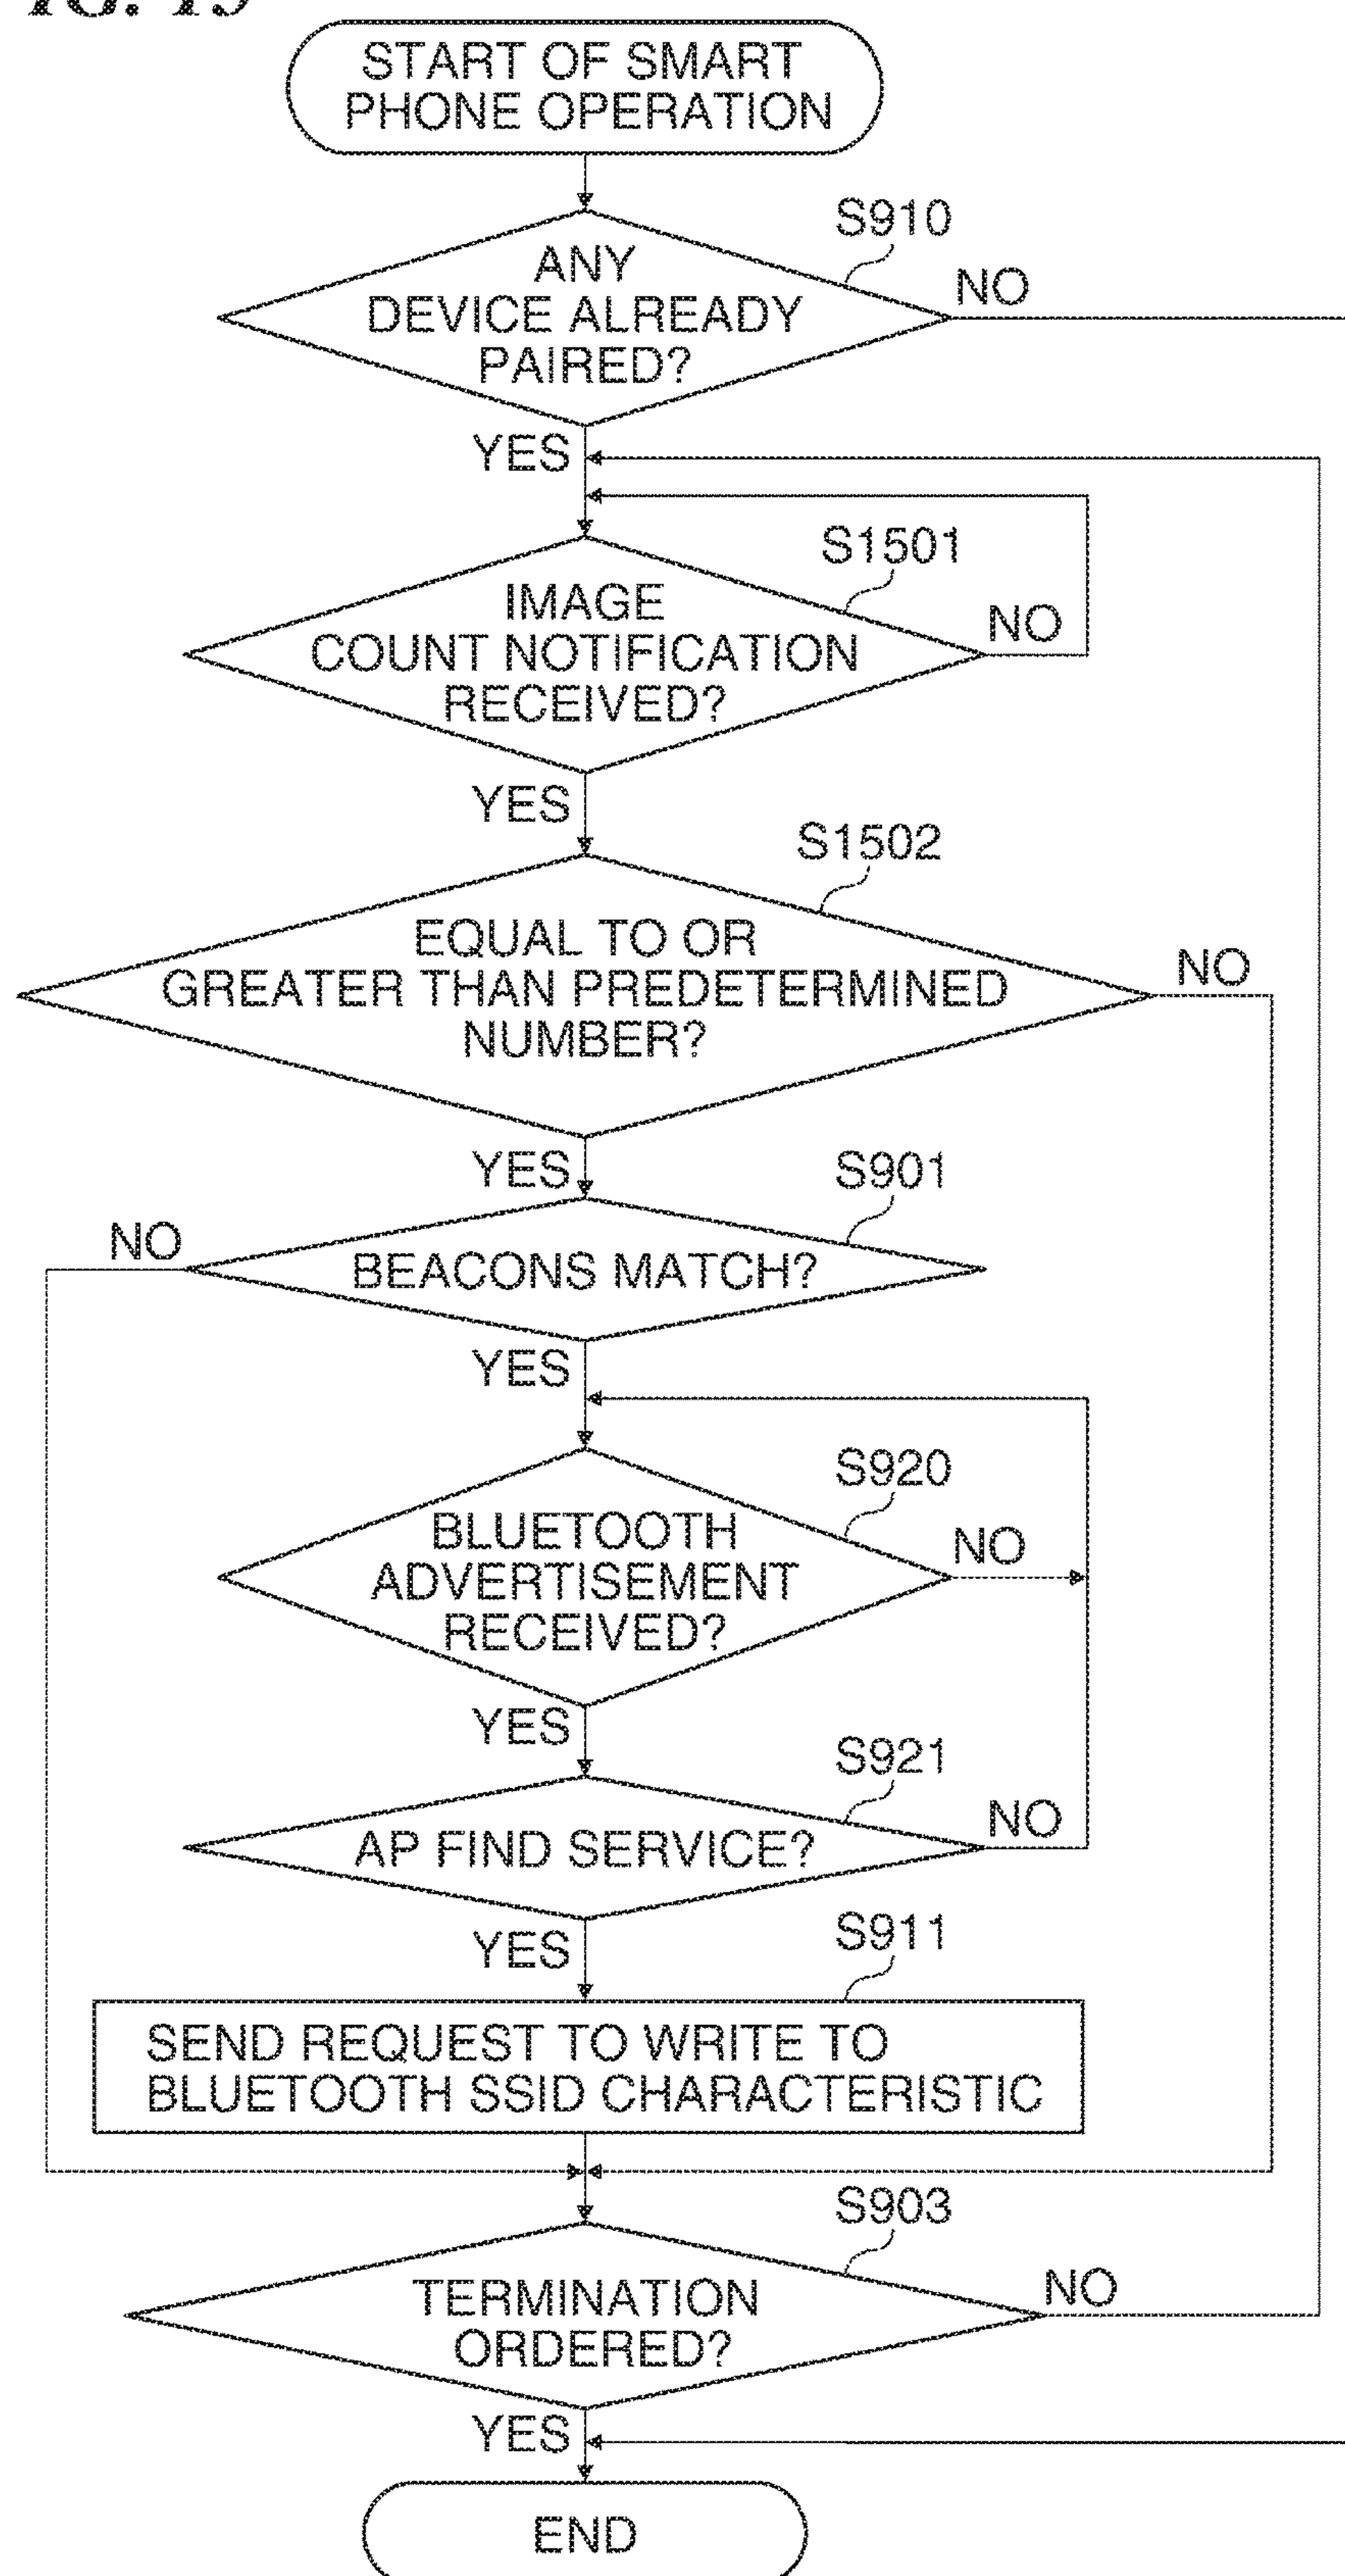 START OF SMART
PHONE OPERATION
S910
ANY
DEVICE ALREADY
PAIRED?
NO
YES
S1501
IMAGE
COUNT NOTIFICATION
RECEIVED?
NO
YES
S1502
EQUAL TO OR
GREATER THAN PREDETERMINED
NUMBER?
NO
YES
S901
NO
BEACONS MATCH?
YES
S920
BLUETOOTH
ADVERTISEMENT
RECEIVED?
NO
YES
S921
AP FIND SERVICE?
NO
YES
S911
SEND REQUEST TO WRITE TO
BLUETOOTH SSID CHARACTERISTIC
S903
TERMINATION
ORDERED?
NO
YES
END